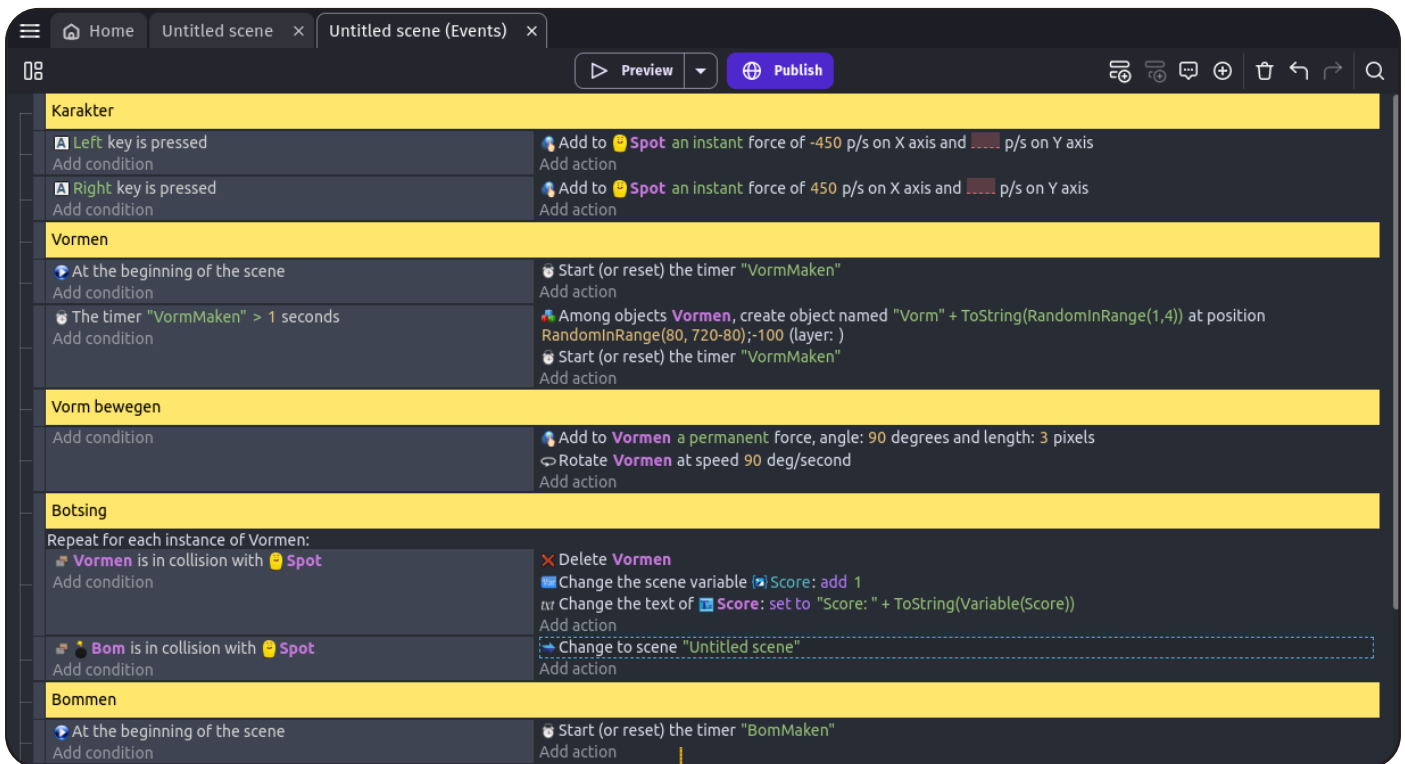 Home
Untitled scene
Untitled scene (Events)
Preview
Publish
Karakter
Left key is pressed
Add condition
Add to Spot an instant force of -450 p/s on X axis and p/s on Y axis
Add action
Right key is pressed
Add condition
Add to Spot an instant force of 450 p/s on X axis and p/s on Y axis
Add action
Vormen
At the beginning of the scene
Add condition
Start (or reset) the timer "VormMaken"
Add action
The timer "VormMaken" > 1 seconds
Add condition
Among objects Vormen, create object named "Vorm" + ToString(RandomInRange(1,4)) at position
RandomInRange(80, 720-80);-100 (layer: )
Start (or reset) the timer "VormMaken"
Add action
Vorm bewegen
Add condition
Add to Vormen a permanent force, angle: 90 degrees and length: 3 pixels
Rotate Vormen at speed 90 deg/second
Add action
Botsing
Repeat for each instance of Vormen:
Vormen is in collision with Spot
Add condition
Delete Vormen
Change the scene variable Score: add 1
Change the text of Score: set to "Score: " + ToString(Variable(Score))
Add action
Bom is in collision with Spot
Add condition
Change to scene "Untitled scene"
Add action
Bommen
At the beginning of the scene
Add condition
Start (or reset) the timer "BomMaken"
Add action